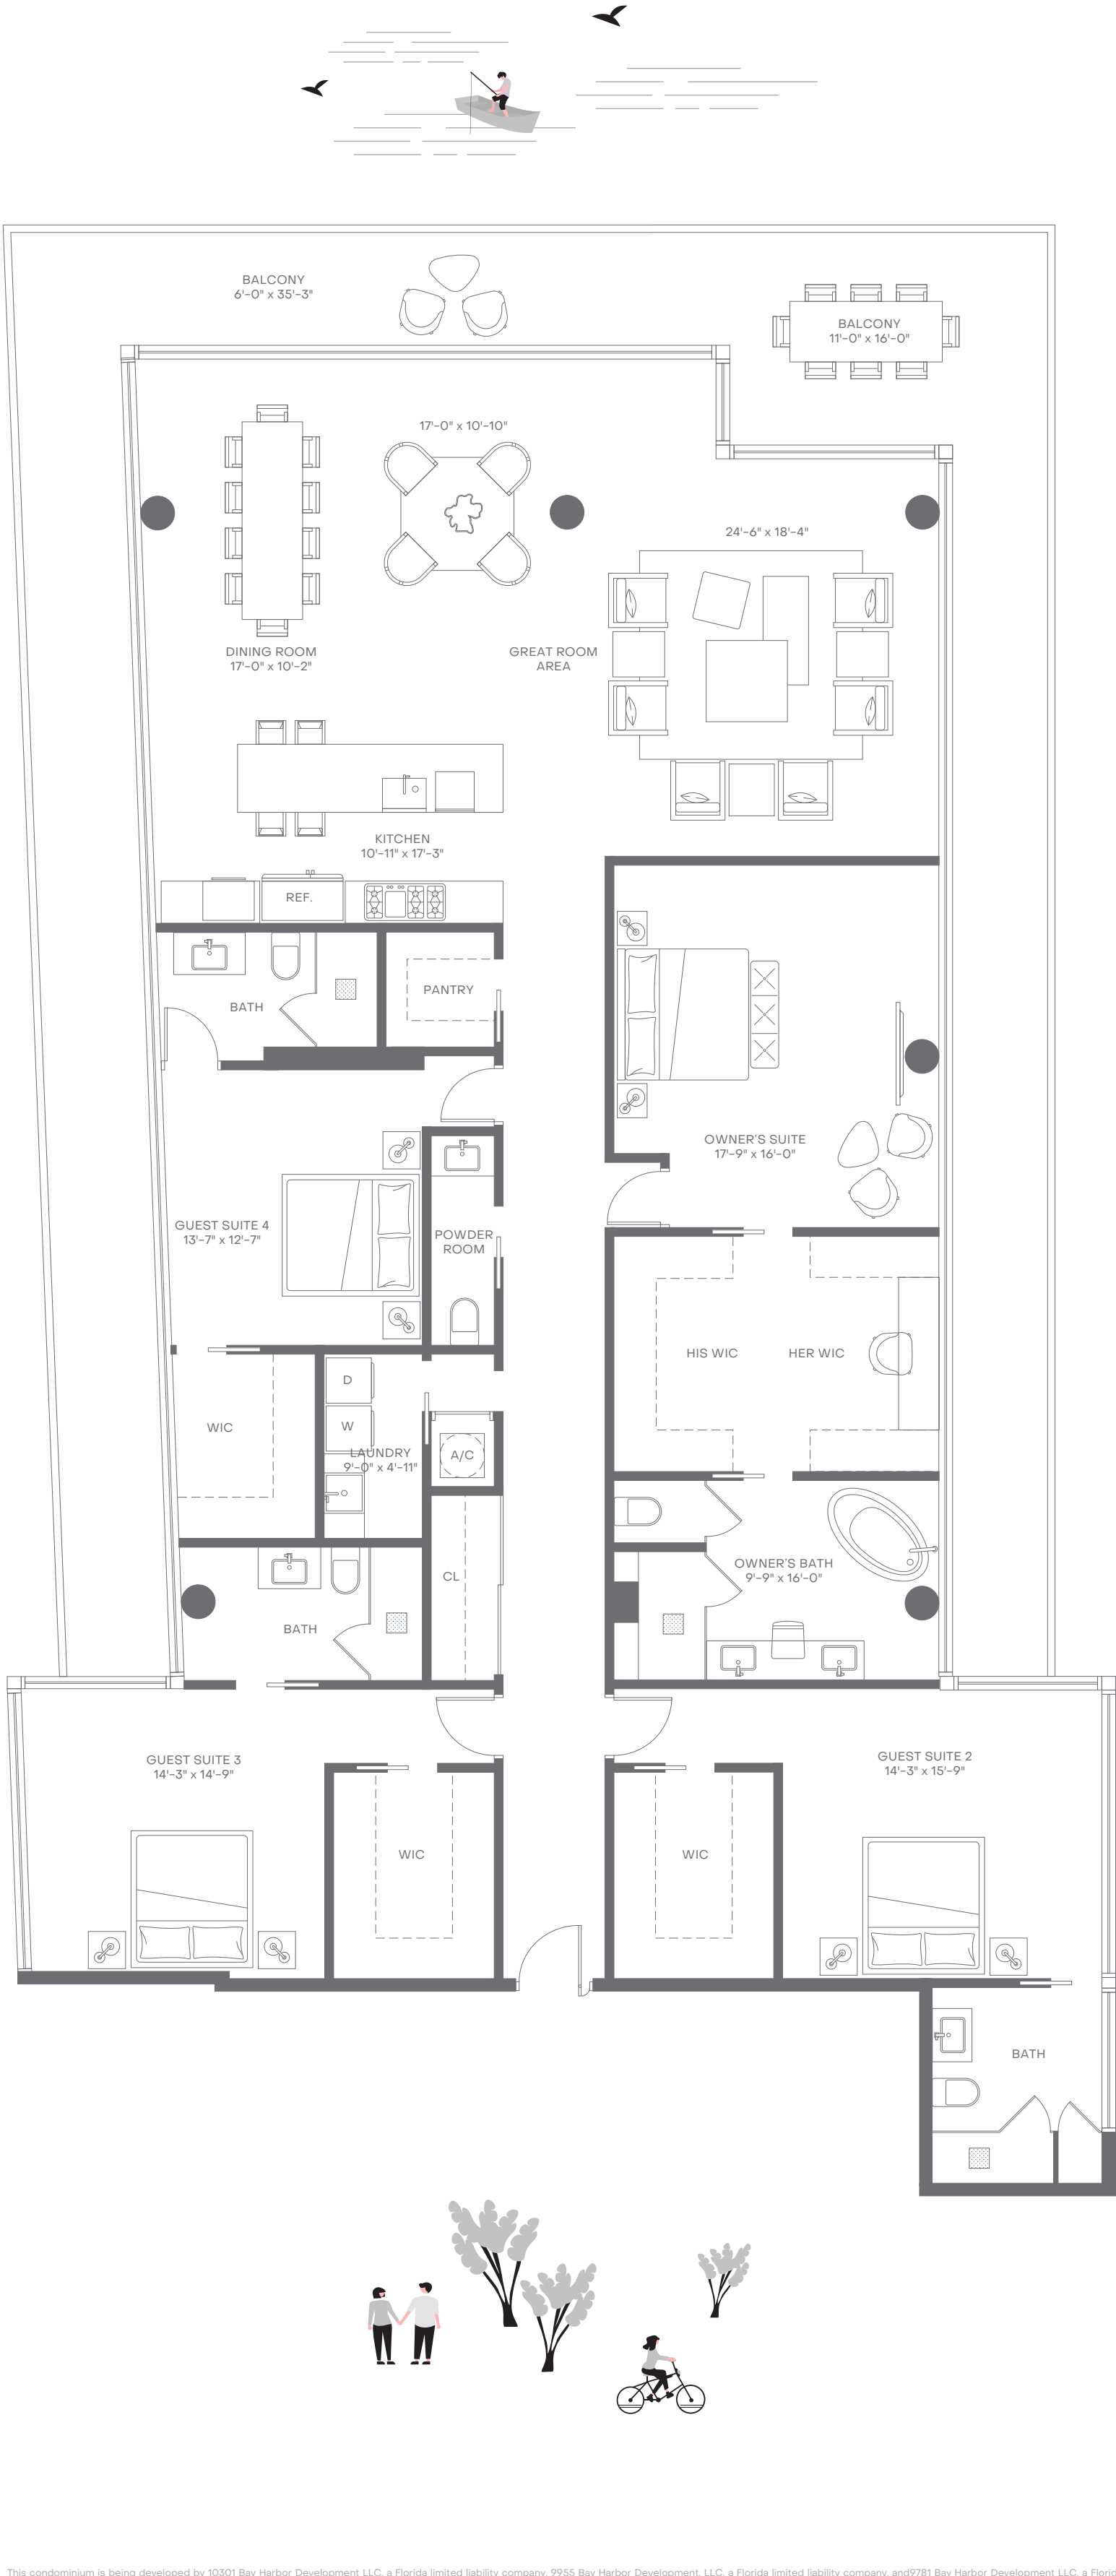 BALCONY
6'-0" x 35'-3"
BALCONY
11'-0" x 16'-0"
17'-0" x 10'-10"
24'-6" x 18'-4"
DINING ROOM
17'-0" x 10'-2"
GREAT ROOM
AREA
KITCHEN
10'-11" x 17'-3"
REF.
BATH
PANTRY
OWNER'S SUITE
17'-9" x 16'-0"
GUEST SUITE 4
13'-7" x 12'-7"
POWDER
ROOM
HIS WIC
HER WIC
D
WIC
W
LAUNDRY
9'-0" x 4'-11"
A/C
CL
OWNER'S BATH
9'-9" x 16'-0"
BATH
GUEST SUITE 3
14'-3" x 14'-9"
GUEST SUITE 2
14'-3" x 15'-9"
WIC
WIC
BATH
This condominium is being developed by 10301 Bay Harbor Development LLC, a Florida limited liability company, 9955 Bay Harbor Development, LLC, a Florida limited liability company, and9781 Bay Harbor Development LLC, a